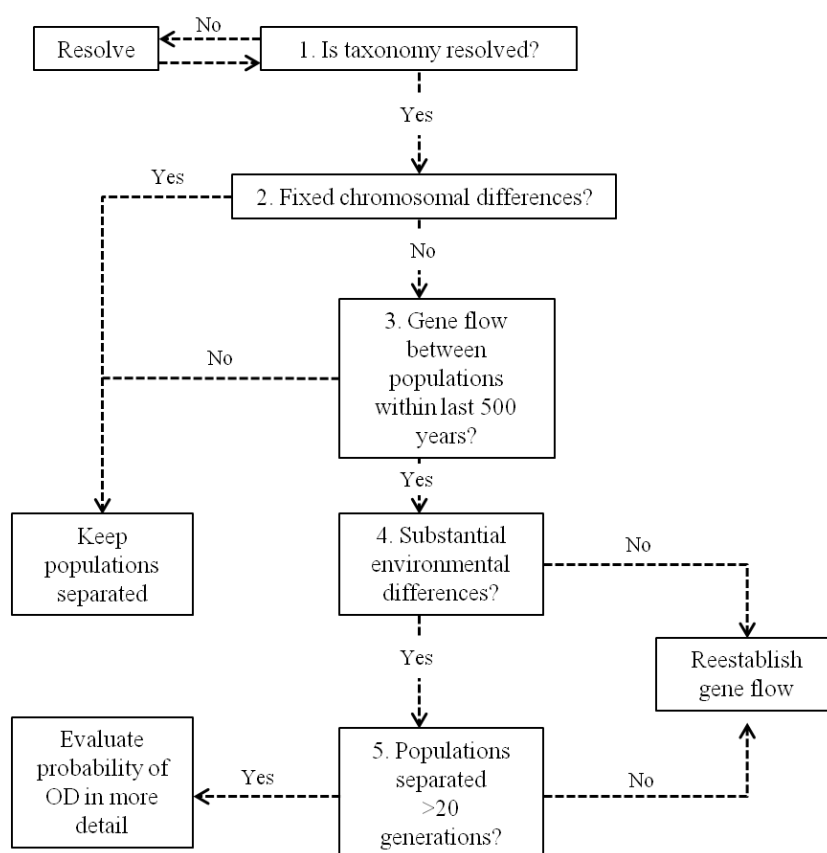 No
Resolve
1. Is taxonomy resolved?
Yes
Yes
2. Fixed chromosomal differences?
No
3. Gene flow
between
populations
within last 500
years?
No
Yes
Keep
populations
separated
4. Substantial
environmental
differences?
No
Yes
Reestablish
gene flow
Evaluate
probability of
OD in more
detail
Yes
5. Populations
separated
>20
generations?
No